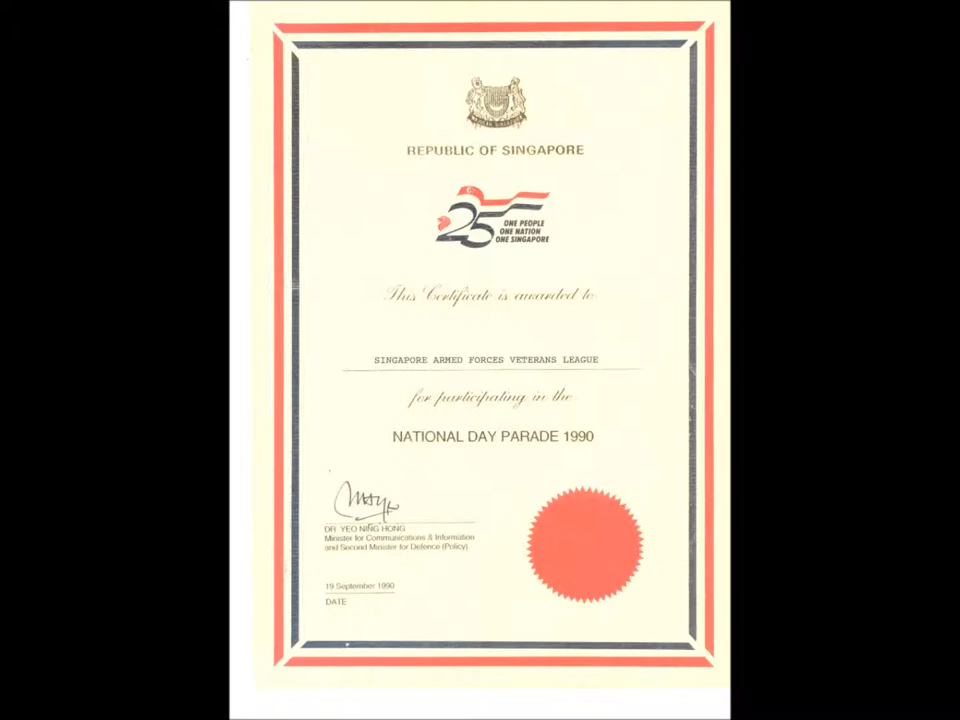 REPUBLIC OF SINGAPORE
25
ONE PEOPLE
ONE NATION
ONE SINGAPORE
This Certificate is awarded to
SINGAPORE ARMED FORCES VETERANS LEAGUE
for participating in the
NATIONAL DAY PARADE 1990
DR YEO NING HONG
Minister for Communications & Information
and Second Minister for Defence (Policy)
19 September 1990
DATE